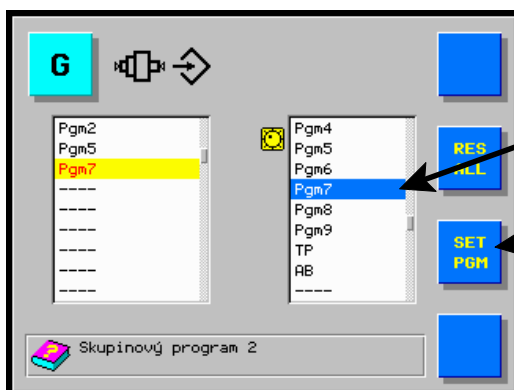 G
Pgm2
Pgm5
Pgm7
----
----
----
----
----
----
Pgm4
Pgm5
Pgm6
Pgm7
Pgm8
Pgm9
TP
AB
----
RES
ALL
SET
PGM
Skupinový program 2